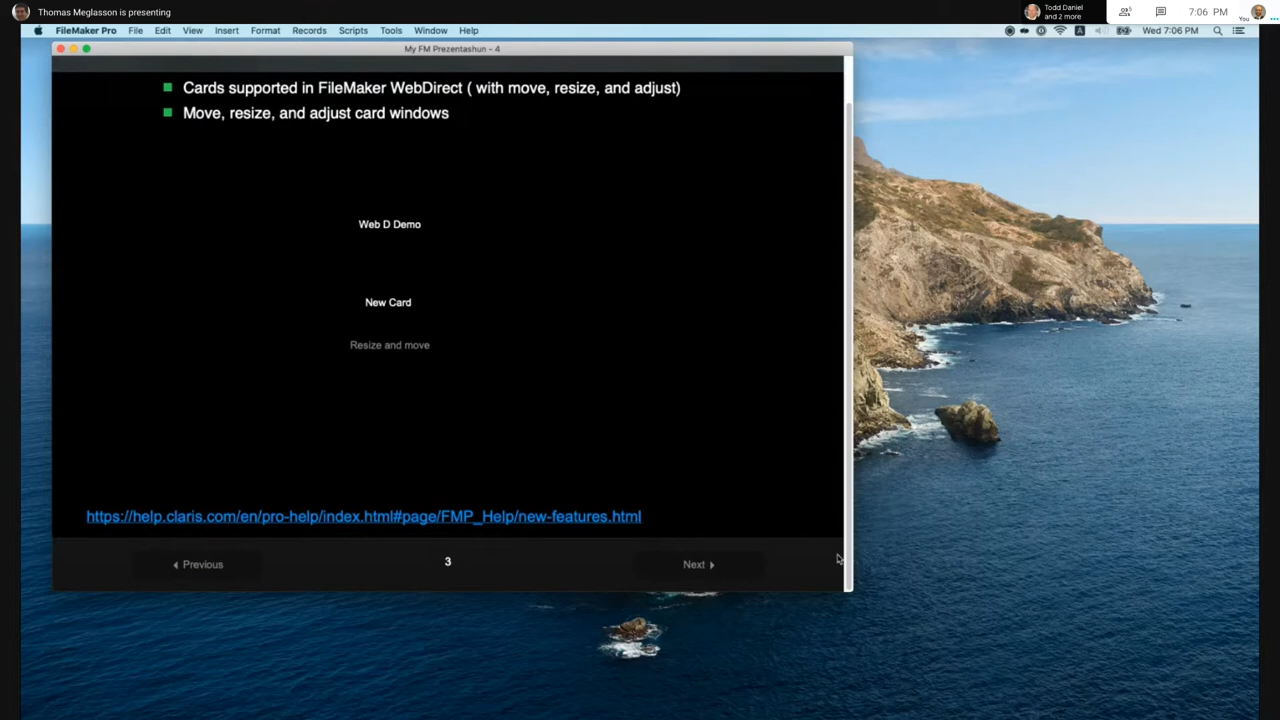 Thomas Meglasson is presenting
Todd Daniel
and 2 more
7:06 PM
You
FileMaker Pro File Edit View Insert Format Records Scripts Tools Window Help
A
Wed 7:06 PM
My FM Prezentashun - 4
Cards supported in FileMaker WebDirect ( with move, resize, and adjust)
Move, resize, and adjust card windows
Web D Demo
New Card
Resize and move
https://help.claris.com/en/pro-help/index.html#page/FMP_Help/new-features.html
Previous
3
Next